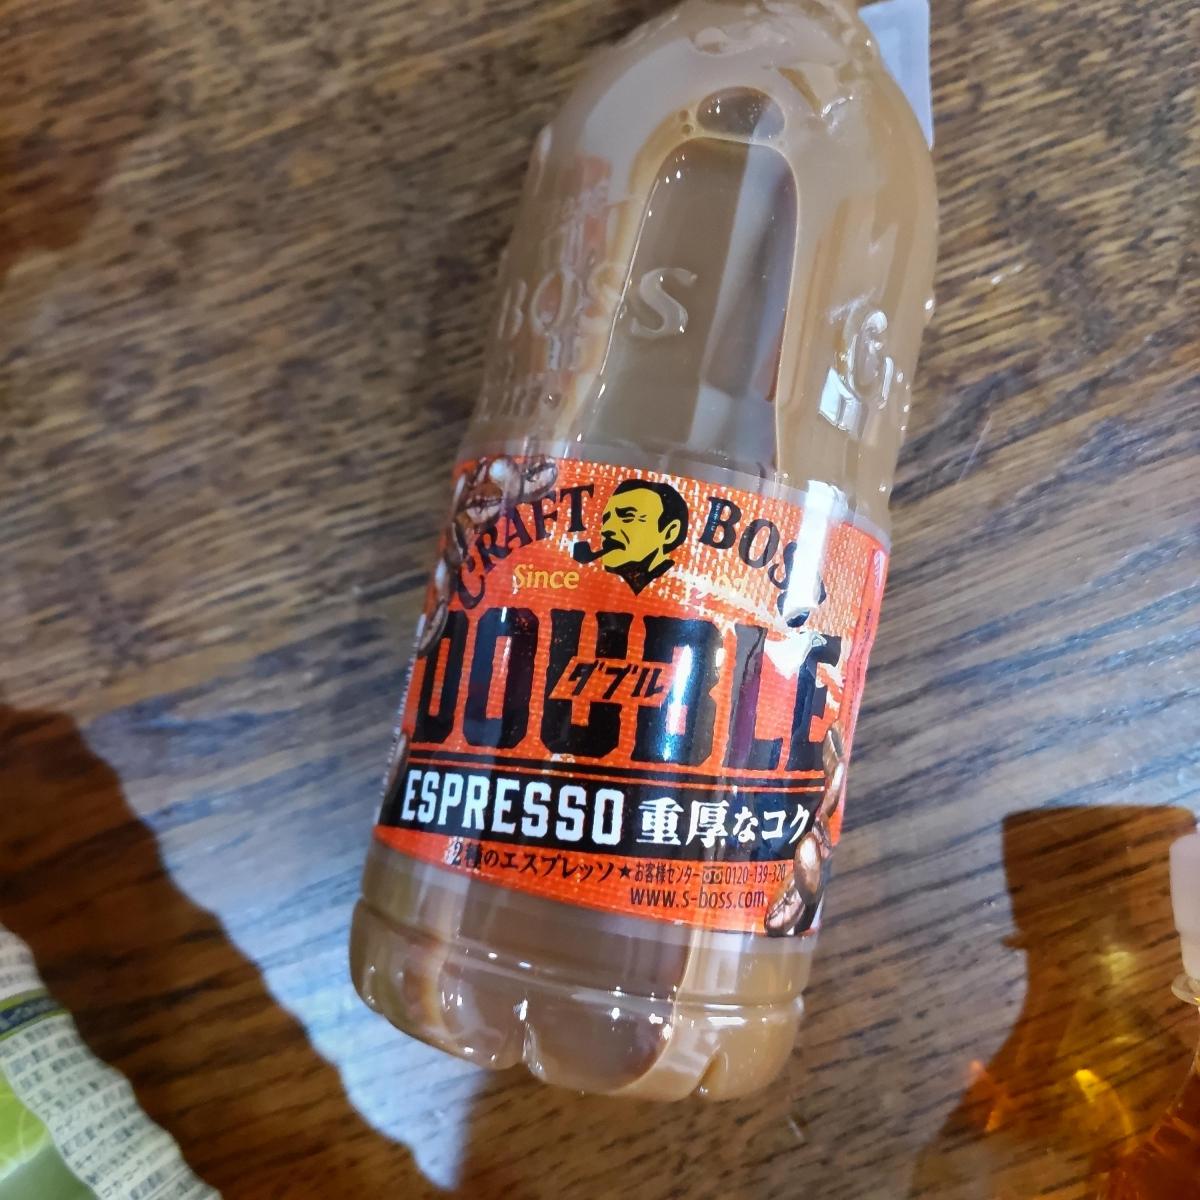 BOSS
CRAFT BOSS
Since 1992
DOUBLE
ダブル
ESPRESSO 重厚なコク
2種のエスプレッソ★お客様センター 0120-139-320
www.s-boss.com